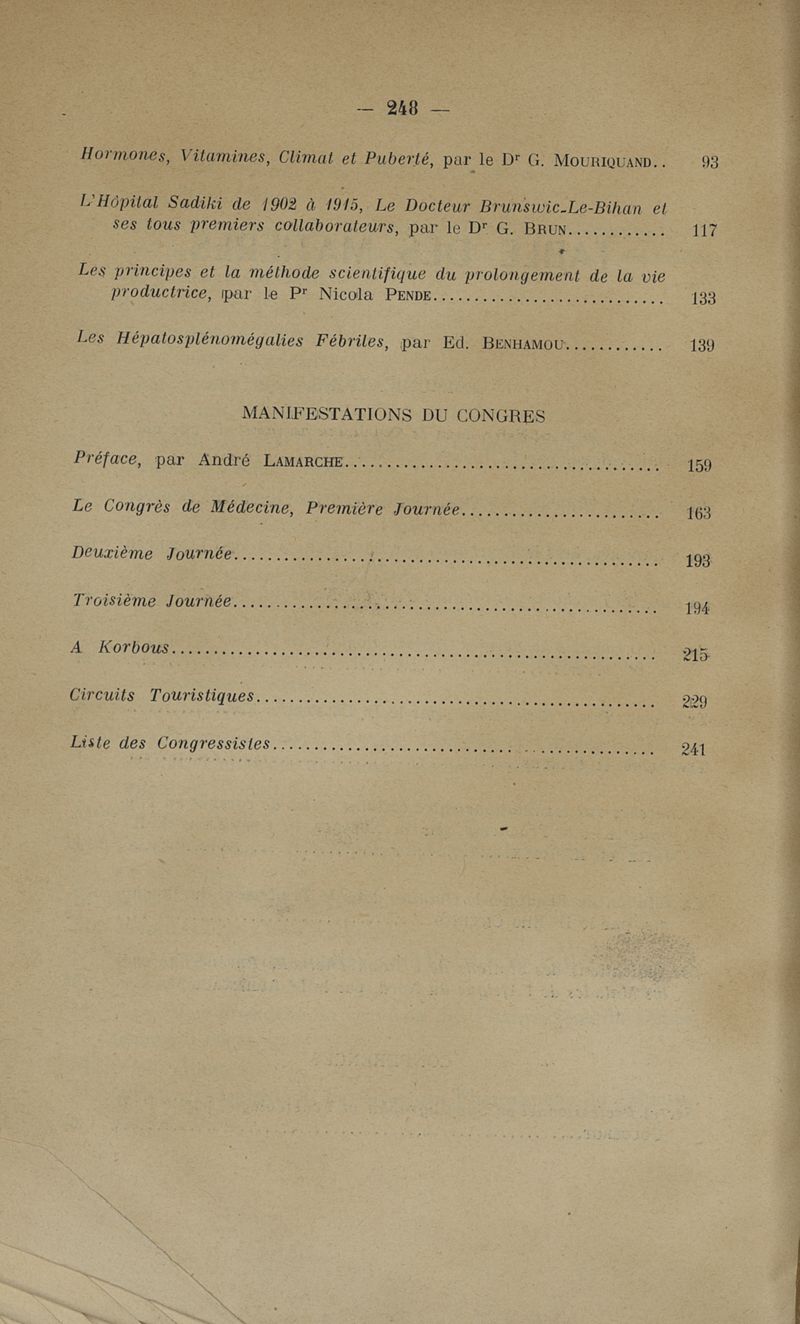 — 248 —
Hormones, Vitamines, Climat et Puberté, par le Dr G. MOURIQUAND.. 93
L'Hôpital Sadiki de 1902 à 1915, Le Docteur Brunswic-Le-Bihan et
ses tous premiers collaborateurs, par le Dr G. BRUN............ 117
Les principes et la méthode scientifique du prolongement de la vie
productrice, par le Pr Nicola PENDE............................ 133
Les Hépatosplénomégalies Fébriles, par Ed. BENHAMOU............ 139
MANIFESTATIONS DU CONGRES
Préface, par André LAMARCHE...................................... 159
Le Congrès de Médecine, Première Journée........................ 163
Deuxième Journée................................................... 193
Troisième Journée................................................... 194
A Korbous........................................................... 215
Circuits Touristiques................................................ 229
Liste des Congressistes.............................................. 241